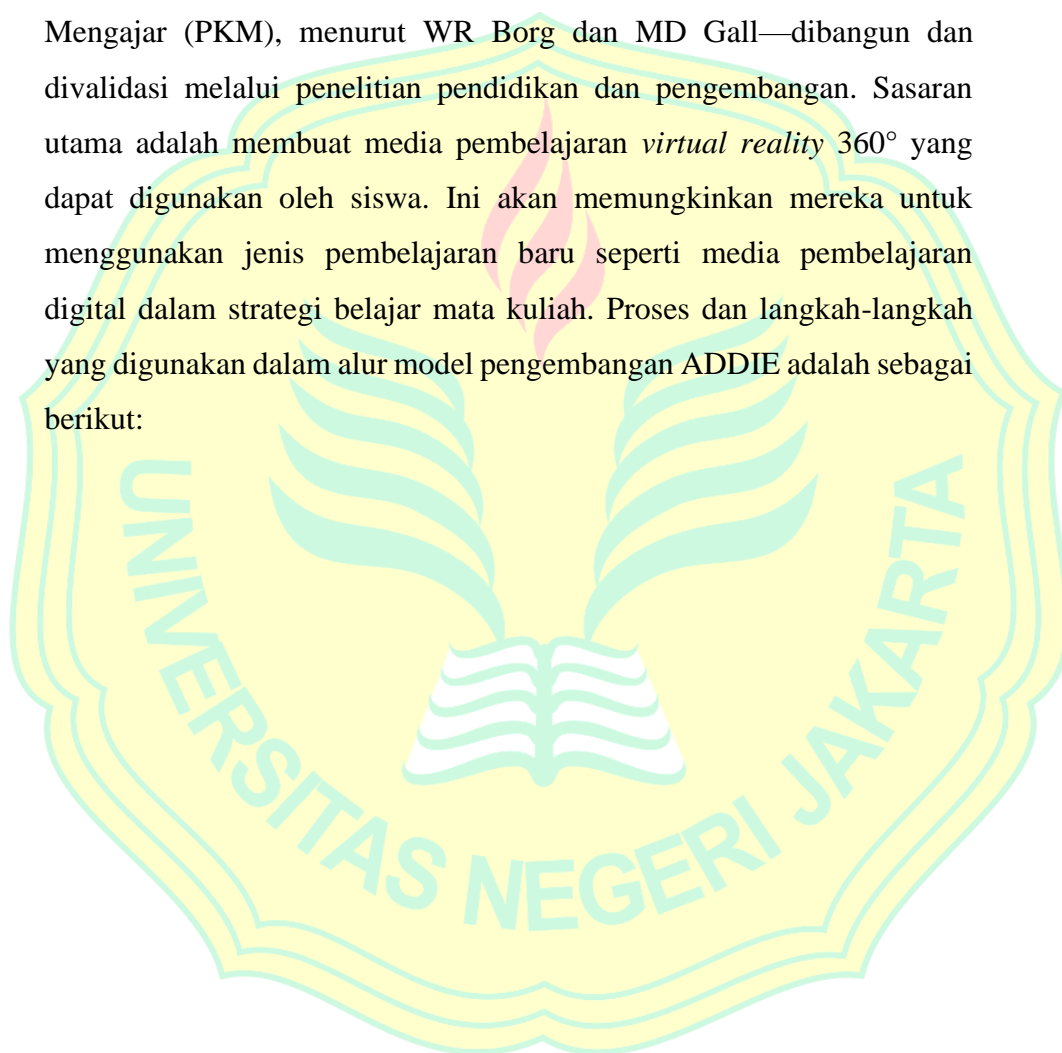 Mengajar (PKM), menurut WR Borg dan MD Gall—dibangun dan
divalidasi melalui penelitian pendidikan dan pengembangan. Sasaran
utama adalah membuat media pembelajaran virtual reality 360° yang
dapat digunakan oleh siswa. Ini akan memungkinkan mereka untuk
menggunakan jenis pembelajaran baru seperti media pembelajaran
digital dalam strategi belajar mata kuliah. Proses dan langkah-langkah
yang digunakan dalam alur model pengembangan ADDIE adalah sebagai
berikut:
UNIVERSITAS NEGERI JAKARTA